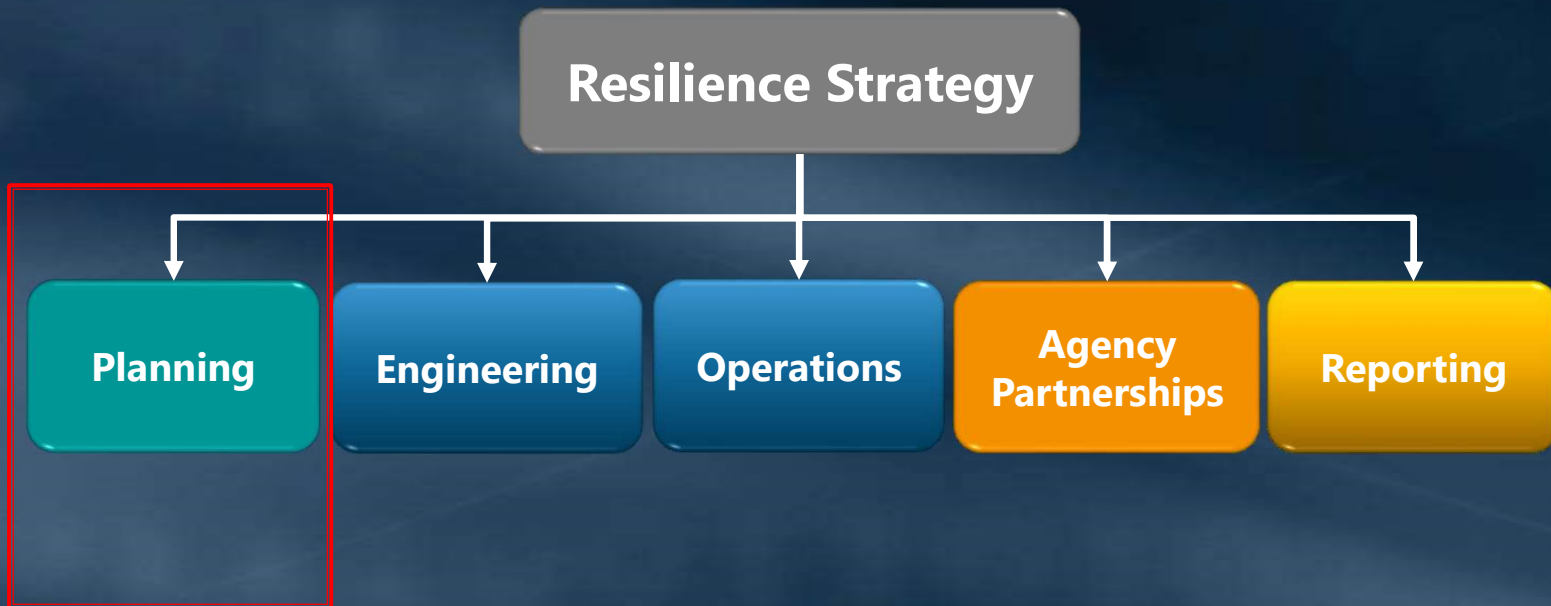 Resilience Strategy
Planning
Engineering
Operations
Agency
Partnerships
Reporting